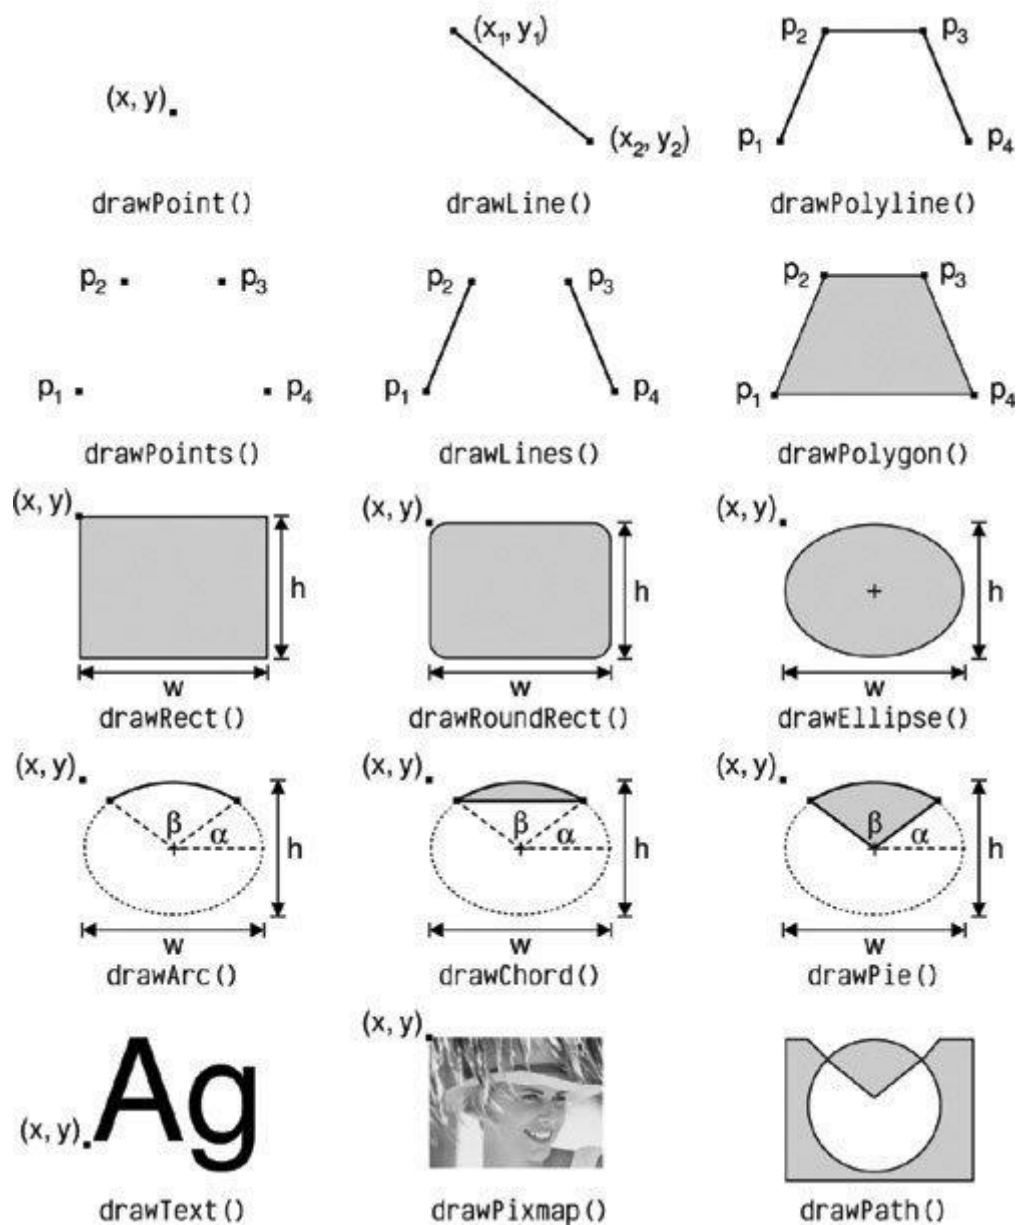 (x₁, y₁)
p₂
p₃
(x, y)
(x₂, y₂)
p₁
p₄
drawPoint()
drawLine()
drawPolyline()
p₂
p₃
p₂
p₃
p₂
p₃
p₁
p₄
p₁
p₄
p₁
p₄
drawPoints()
drawLines()
drawPolygon()
(x, y)
(x, y)
(x, y)
h
h
h
w
w
w
drawRect()
drawRoundRect()
drawEllipse()
(x, y)
(x, y)
(x, y)
β
α
h
β
α
h
β
α
h
w
w
w
drawArc()
drawChord()
drawPie()
(x, y)
Ag
(x, y)
drawText()
drawPixmap()
drawPath()